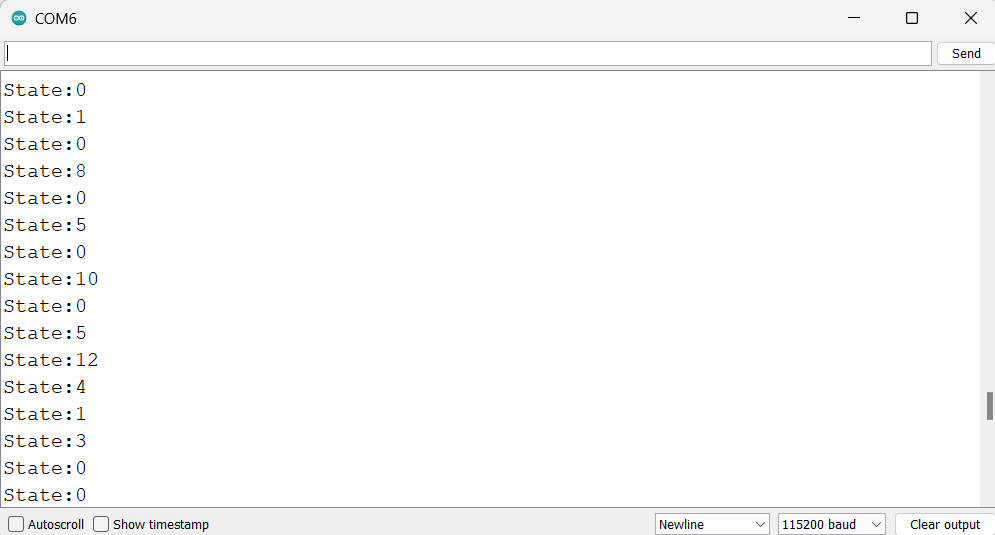 COM6
Send
State:0
State:1
State:0
State:8
State:0
State:5
State:0
State:10
State:0
State:5
State:12
State:4
State:1
State:3
State:0
State:0
Autoscroll Show timestamp Newline 115200 baud Clear output